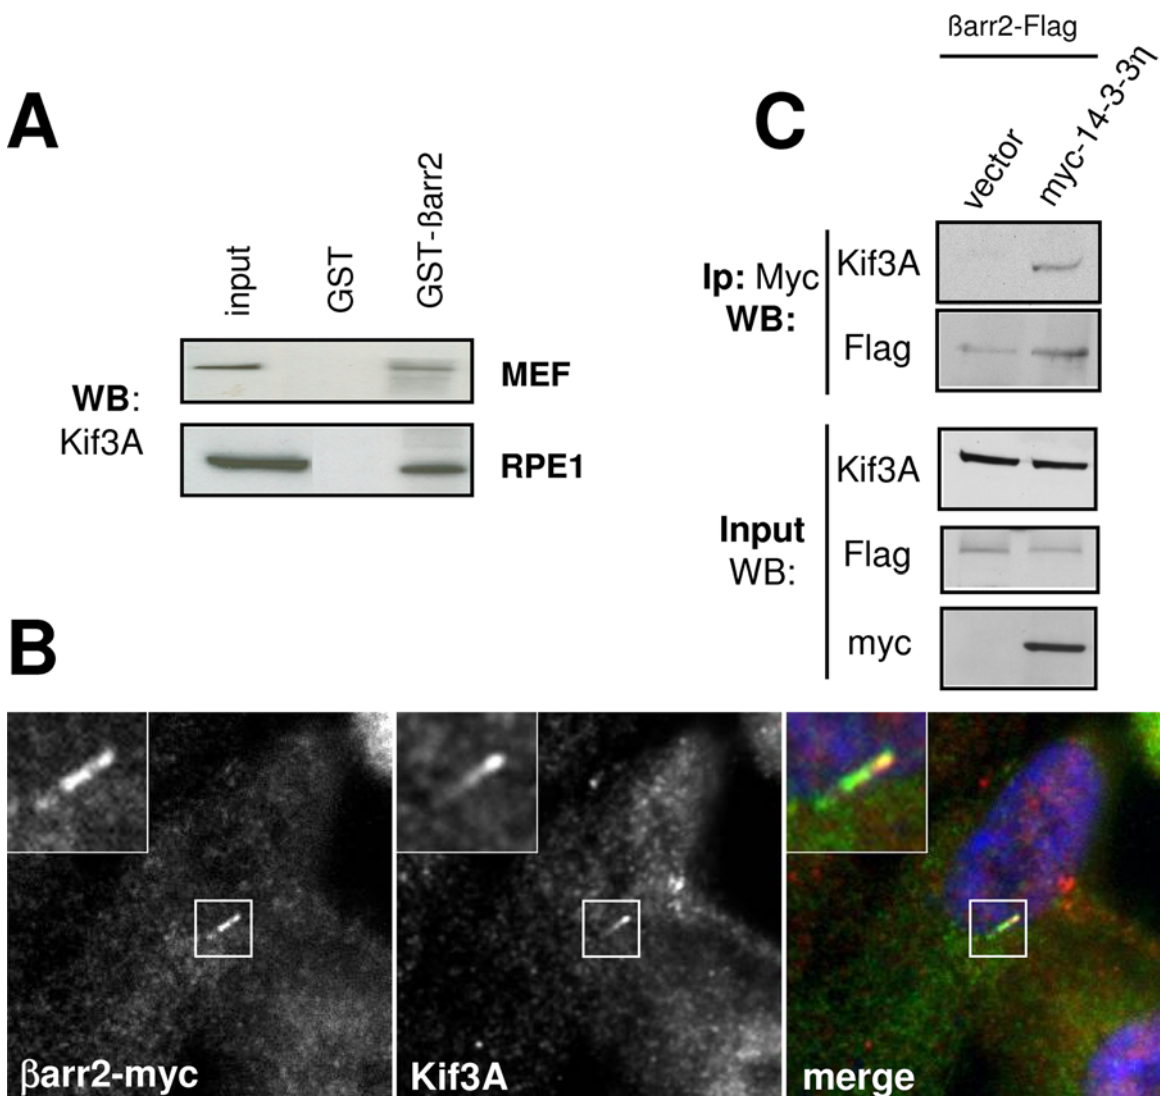 A
input
GST
GST-ßarr2
WB:
Kif3A
MEF
RPE1
C
ßarr2-Flag
vector
myc-14-3-3η
Ip: Myc
WB:
Kif3A
Flag
Input
WB:
Kif3A
Flag
myc
B
βarr2-myc
Kif3A
merge